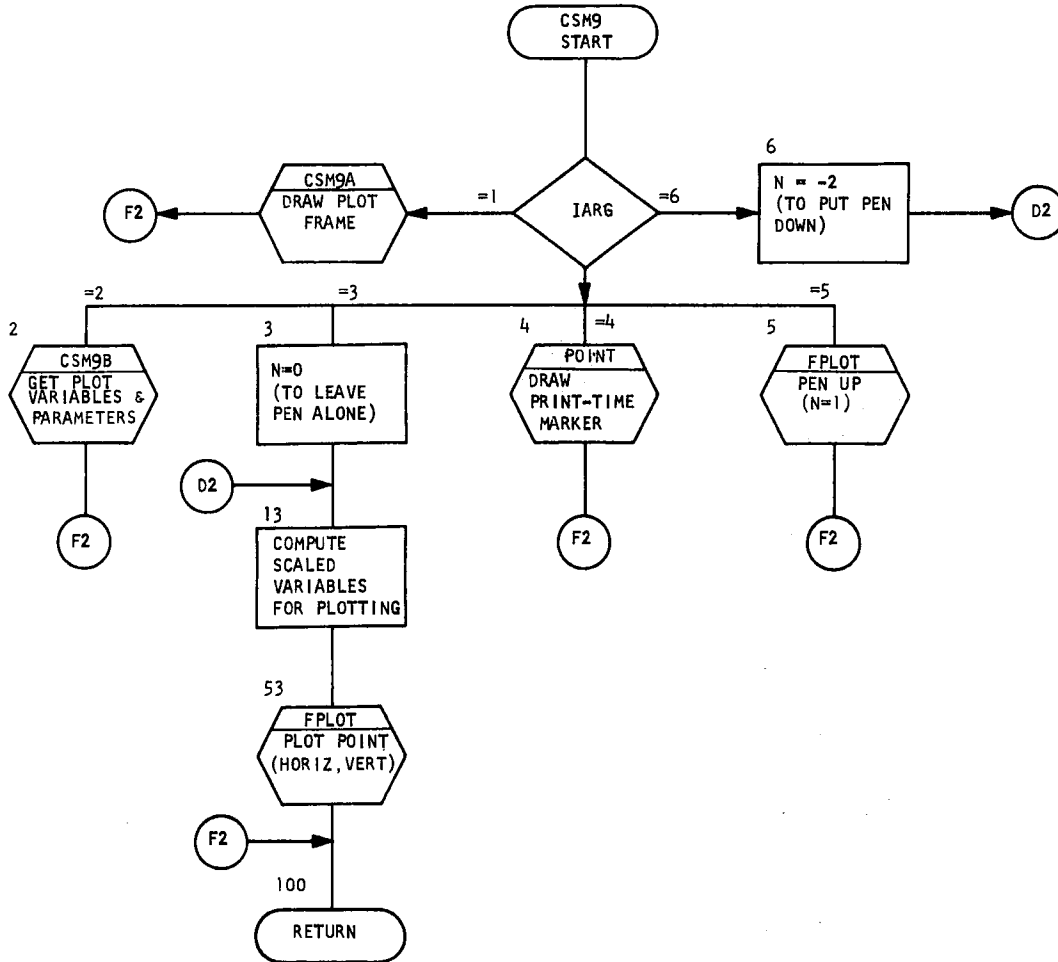 CSM9
START
6
CSM9A
DRAW PLOT
FRAME
=1
IARG
=6
N = -2
(TO PUT PEN
DOWN)
F2
D2
=2
=3
=4
=5
2
CSM9B
GET PLOT
VARIABLES &
PARAMETERS
3
N=0
(TO LEAVE
PEN ALONE)
4
POINT
DRAW
PRINT-TIME
MARKER
5
FPLOT
PEN UP
(N=1)
D2
F2
F2
F2
13
COMPUTE
SCALED
VARIABLES
FOR PLOTTING
53
FPLOT
PLOT POINT
(HORIZ,VERT)
F2
100
RETURN